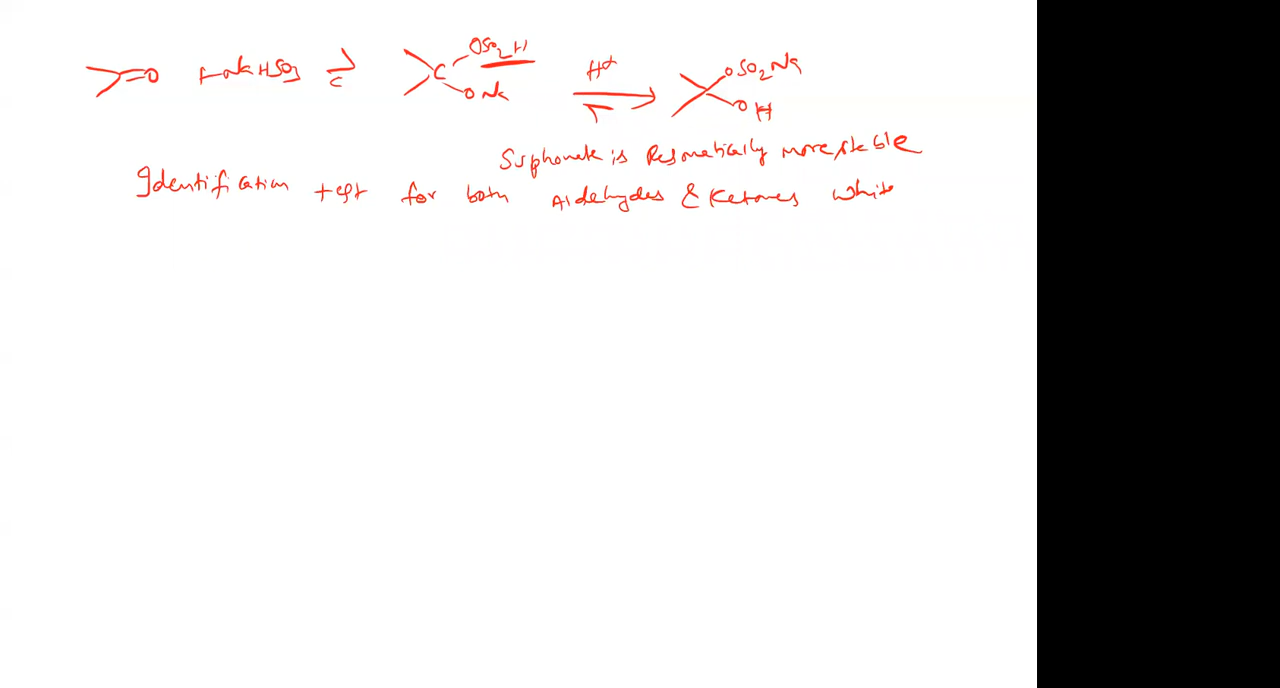 =O + NaHSO3 ⇌ C OSO2H ONa H+ OSO2Na OH
Sulphonate is Resonatically more stable
Identification test for both Aldehydes & Ketones white